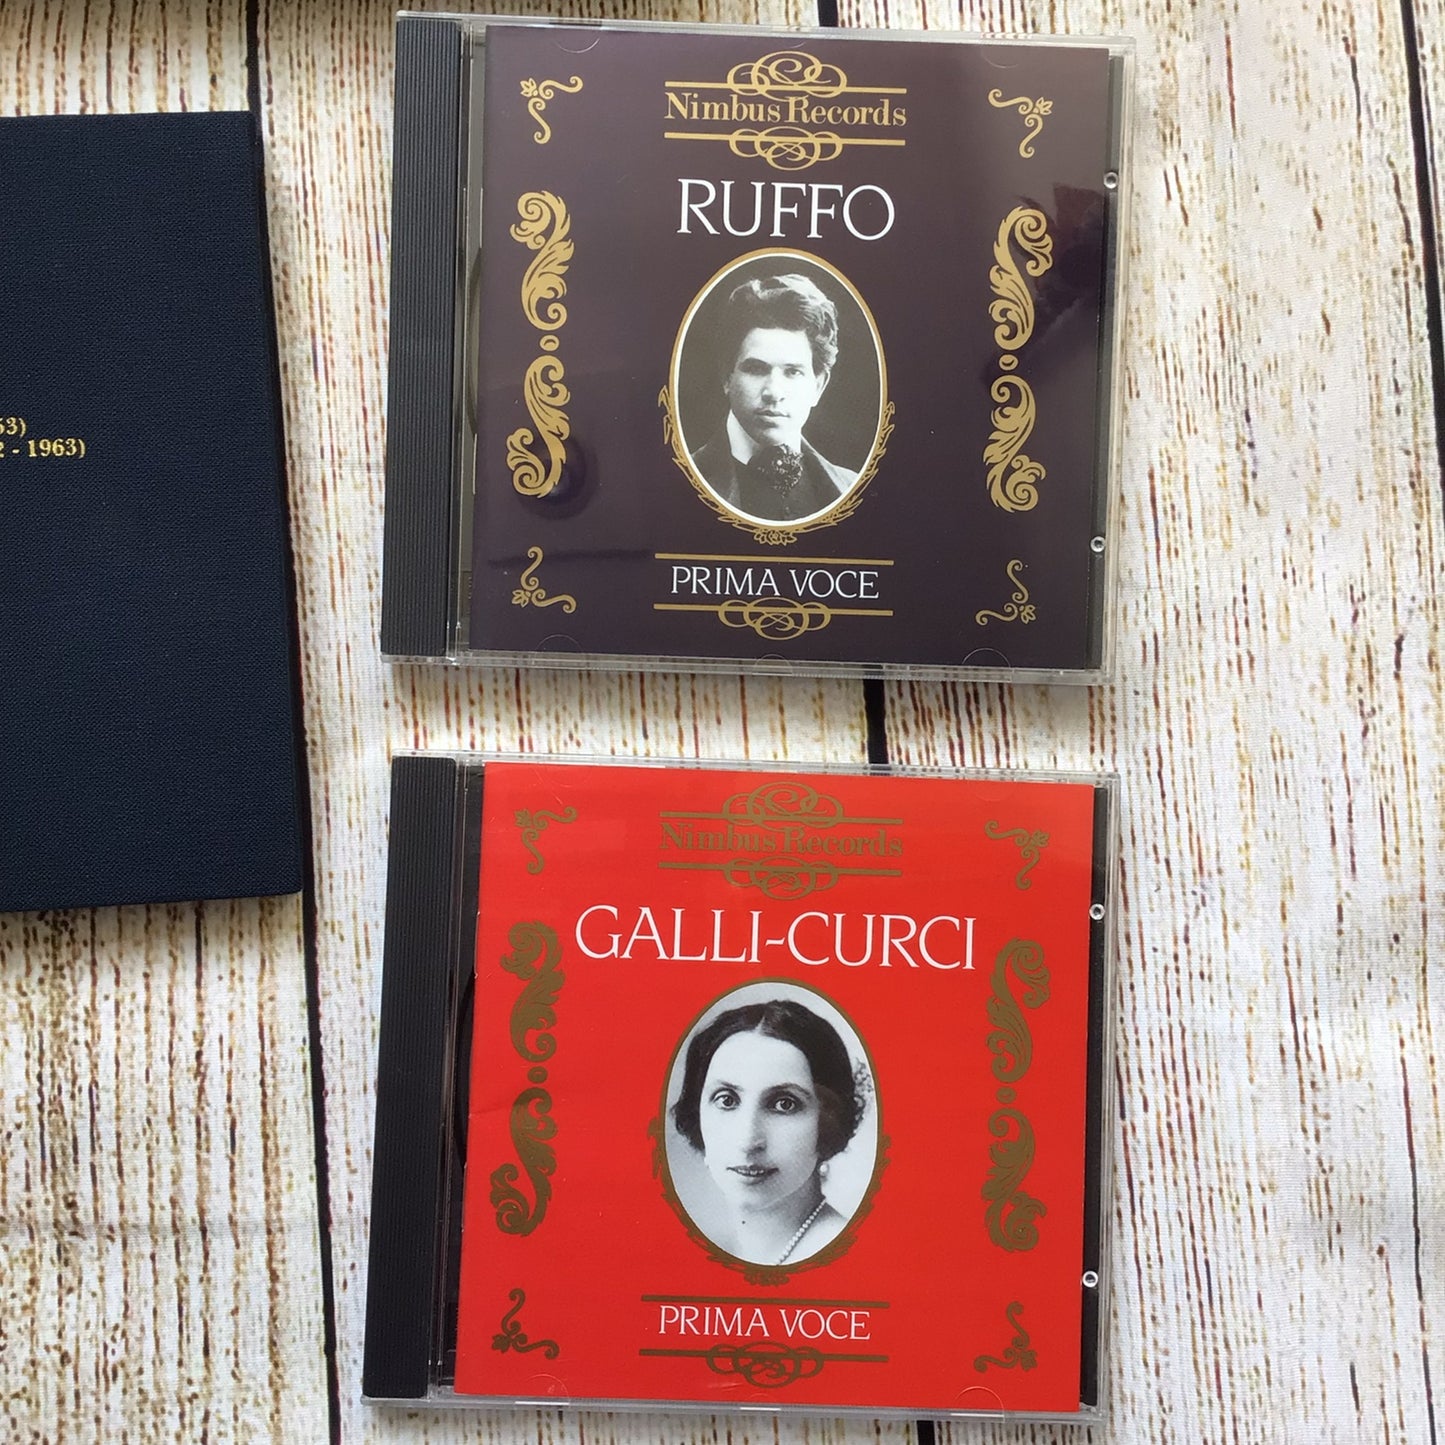 53)
2 - 1963)
Nimbus Records
RUFFO
PRIMA VOCE
Nimbus Records
GALLI-CURCI
PRIMA VOCE